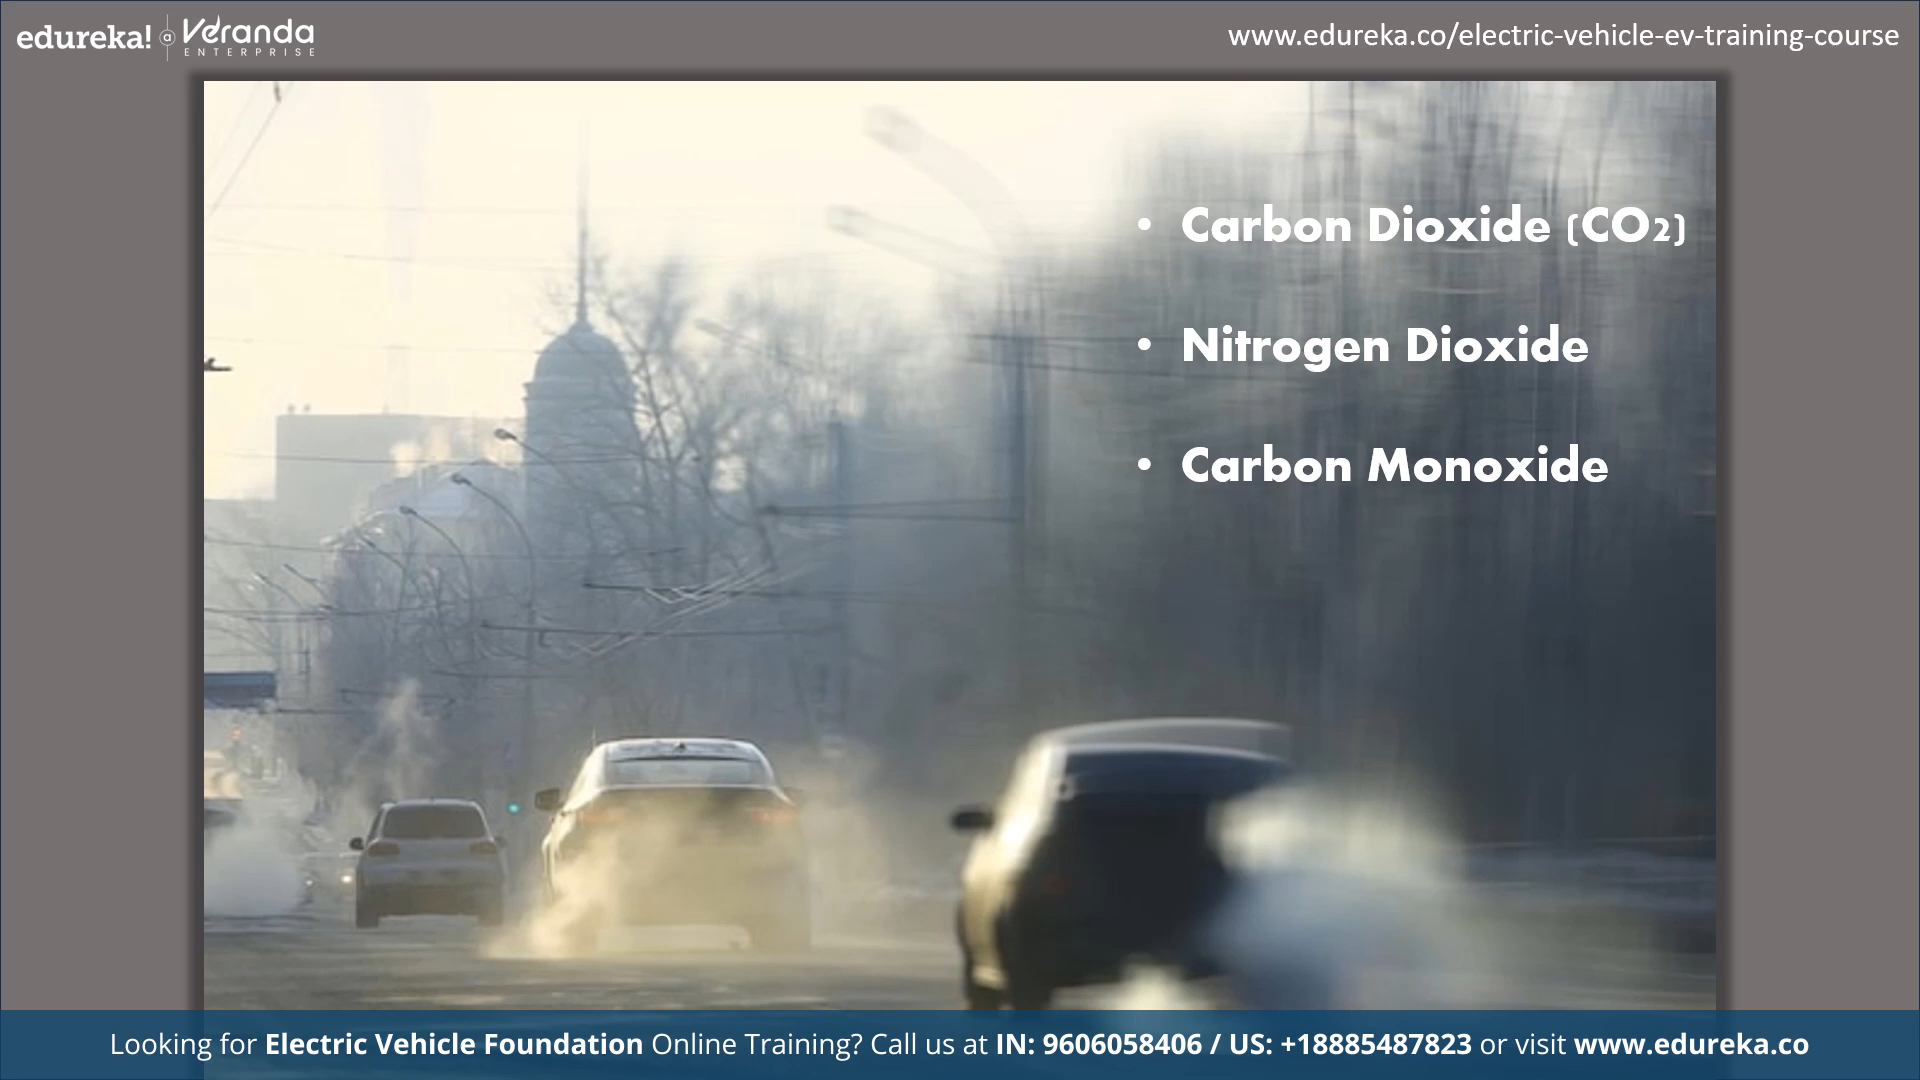 edureka! a Veranda ENTERPRISE
www.edureka.co/electric-vehicle-ev-training-course
• Carbon Dioxide (CO2)
• Nitrogen Dioxide
• Carbon Monoxide
Looking for Electric Vehicle Foundation Online Training? Call us at IN: 9606058406 / US: +18885487823 or visit www.edureka.co